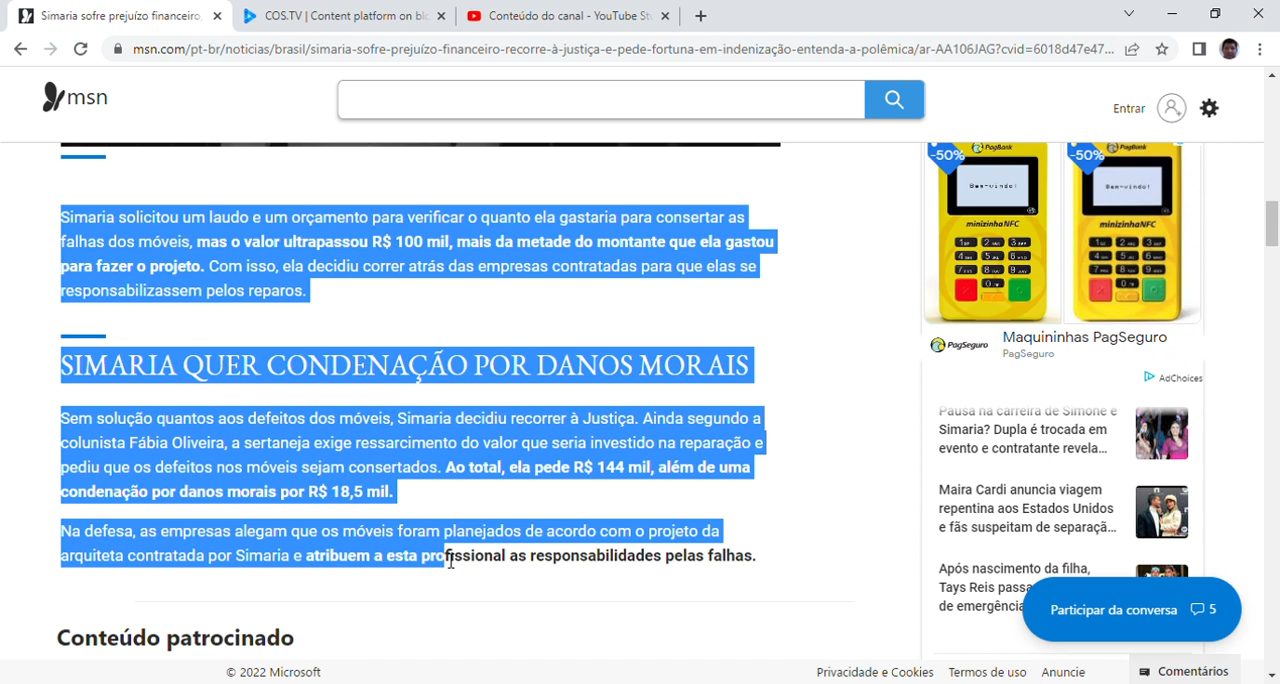 Simaria sofre prejuízo financeiro,
COS.TV | Content platform on bl
Conteúdo do canal - YouTube St
msn.com/pt-br/noticias/brasil/simaria-sofre-prejuízo-financeiro-recorre-à-justiça-e-pede-fortuna-em-indenização-entenda-a-polêmica/ar-AA106JAG?cvid=6018d47e47...
msn
Entrar
Simaria solicitou um laudo e um orçamento para verificar o quanto ela gastaria para consertar as
falhas dos móveis, mas o valor ultrapassou R$ 100 mil, mais da metade do montante que ela gastou
para fazer o projeto. Com isso, ela decidiu correr atrás das empresas contratadas para que elas se
responsabilizassem pelos reparos.
SIMARIA QUER CONDENAÇÃO POR DANOS MORAIS
Sem solução quantos aos defeitos dos móveis, Simaria decidiu recorrer à Justiça. Ainda segundo a
colunista Fábia Oliveira, a sertaneja exige ressarcimento do valor que seria investido na reparação e
pediu que os defeitos nos móveis sejam consertados. Ao total, ela pede R$ 144 mil, além de uma
condenação por danos morais por R$ 18,5 mil.
Na defesa, as empresas alegam que os móveis foram planejados de acordo com o projeto da
arquiteta contratada por Simaria e atribuem a esta profissional as responsabilidades pelas falhas.
Conteúdo patrocinado
-50%
PagBank
Bem-vindo!
minizinhaNFC
-50%
PagBank
Bem-vindo!
minizinhaNFC
PagSeguro
Maquininhas PagSeguro
PagSeguro
AdChoices
Pausa na carreira de Simone e
Simaria? Dupla é trocada em
evento e contratante revela...
Maira Cardi anuncia viagem
repentina aos Estados Unidos
e fãs suspeitam de separaçã...
Após nascimento da filha,
Tays Reis passa
de emergência
Participar da conversa 5
© 2022 Microsoft
Privacidade e Cookies
Termos de uso
Anuncie
Comentários